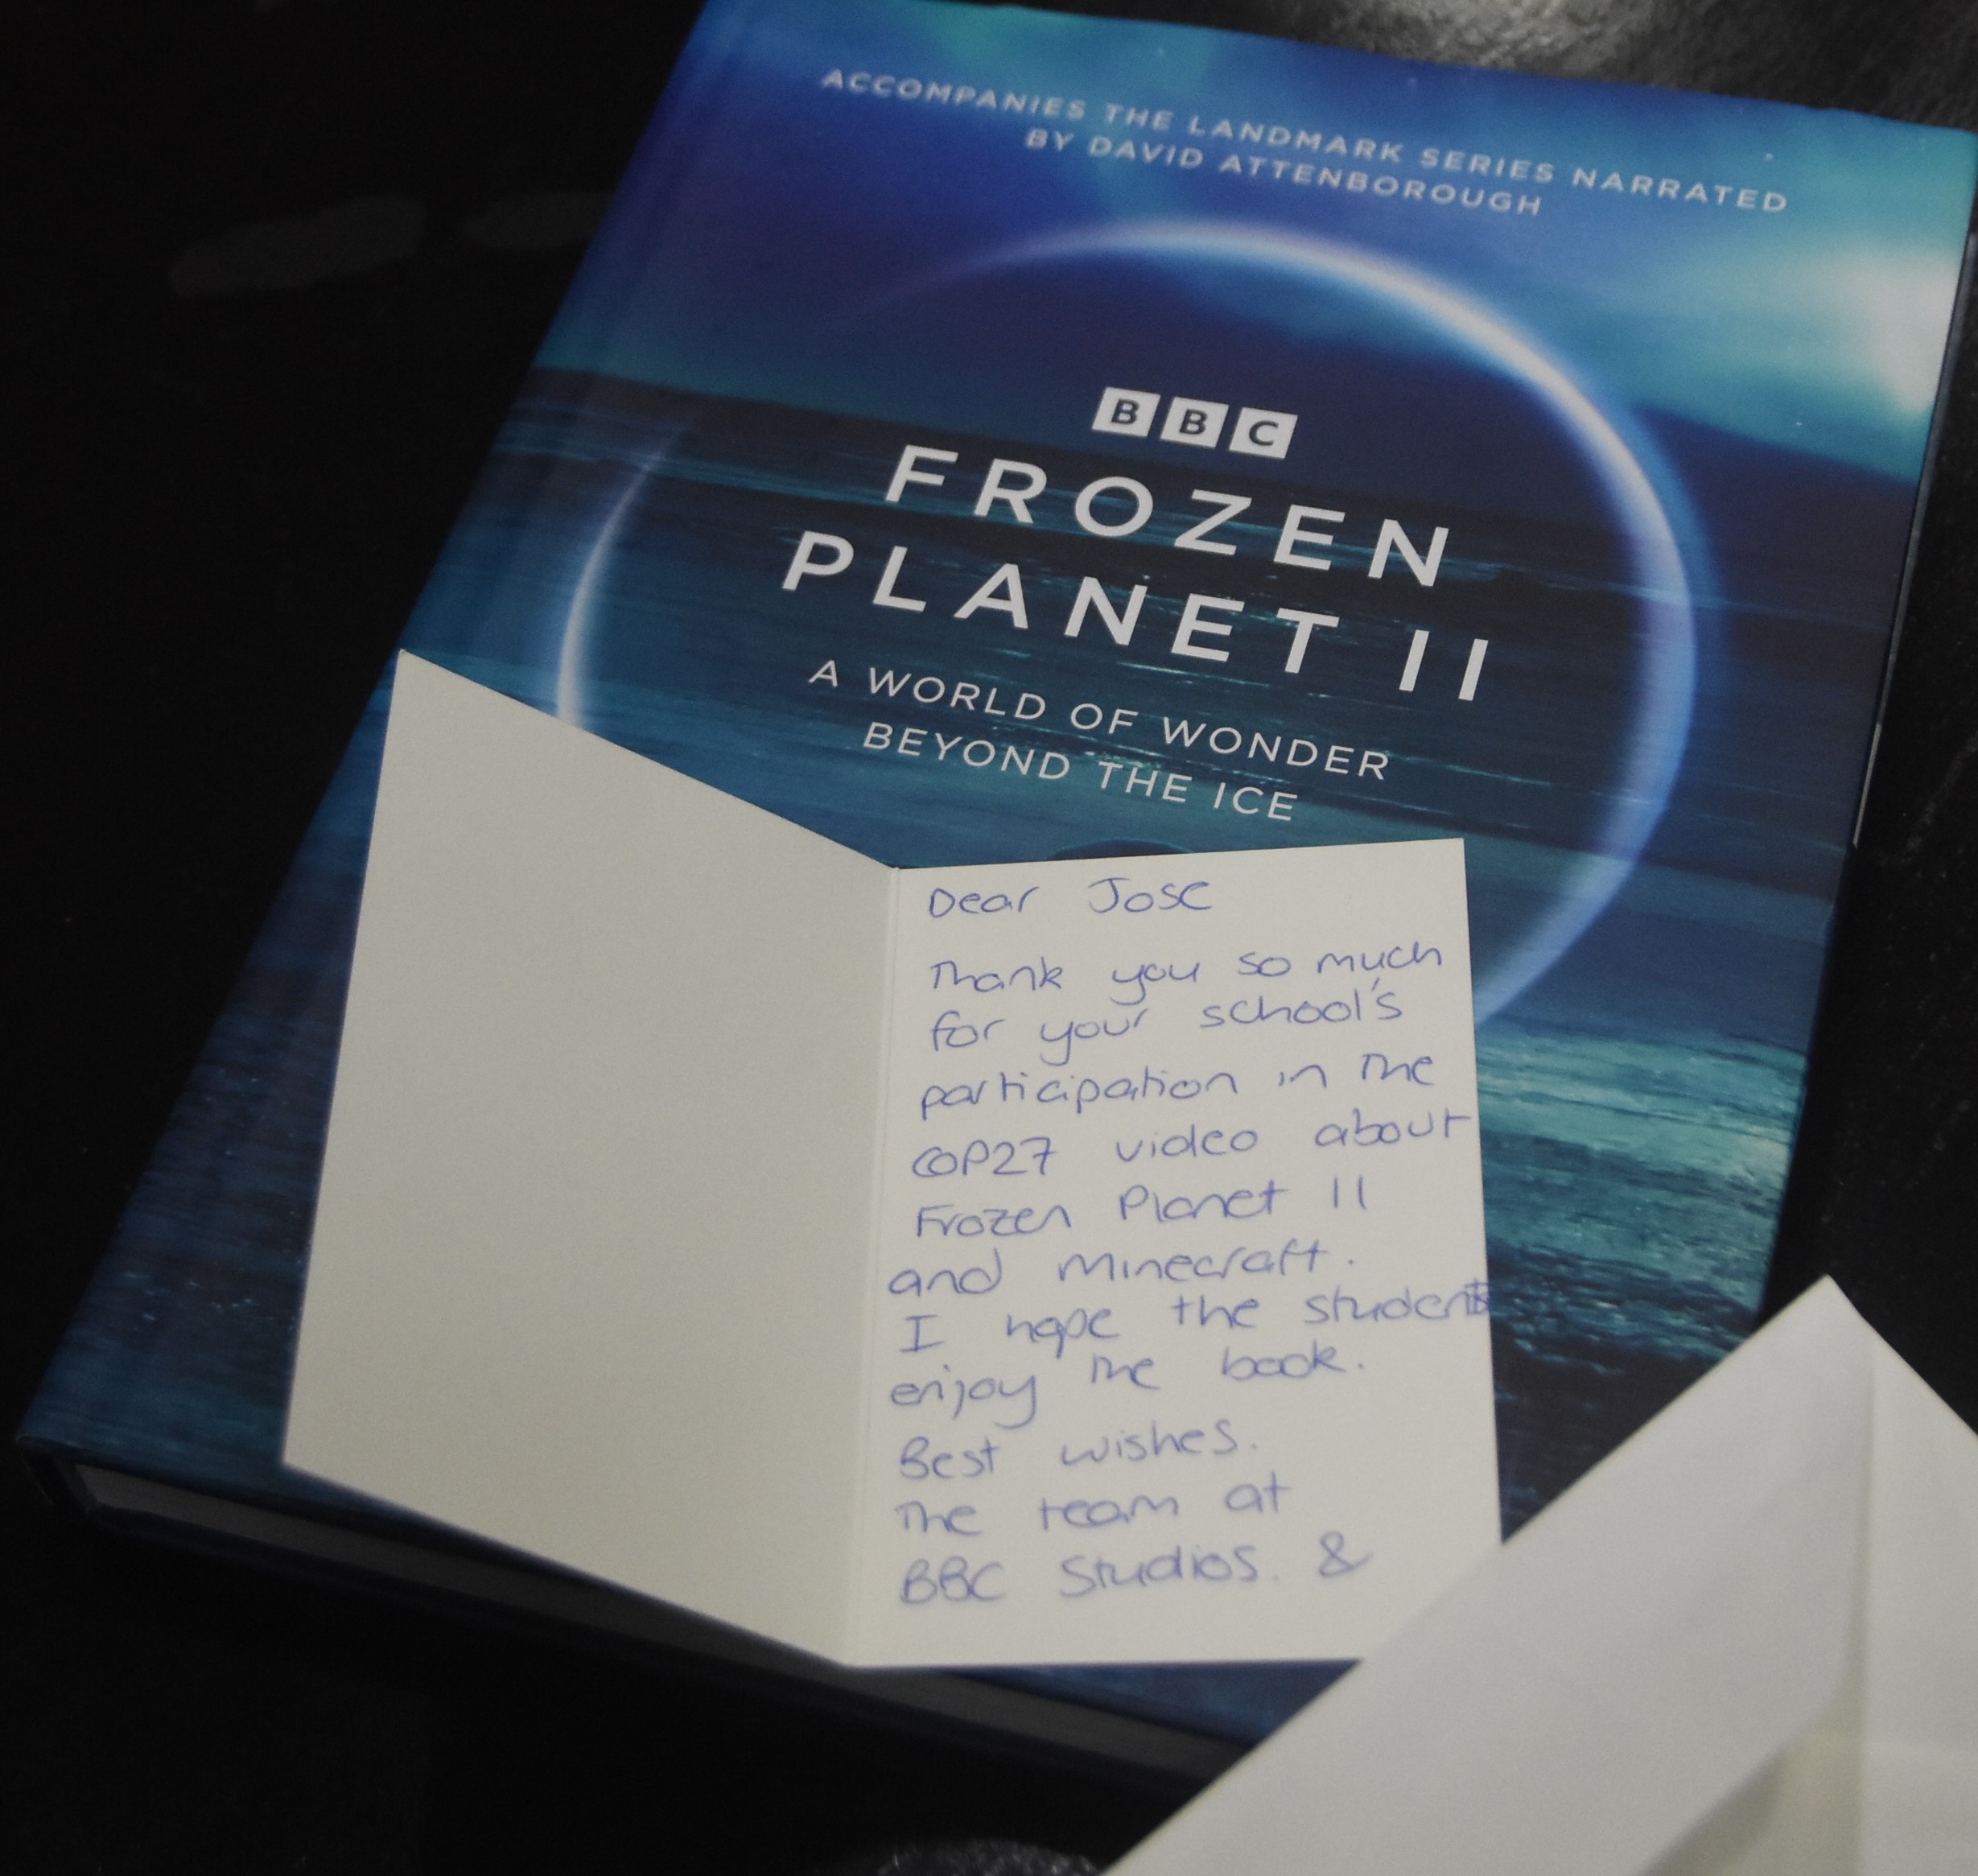 ACCOMPANIES THE LANDMARK SERIES NARRATED
BY DAVID ATTENBOROUGH
BBC
FROZEN
PLANET II
A WORLD OF WONDER
BEYOND THE ICE
Dear Jose
Thank you so much
for your school's
participation in the
COP27 video about
Frozen Planet II
and Minecraft.
I hope the students
enjoy the book.
Best wishes.
The team at
BBC Studios. &